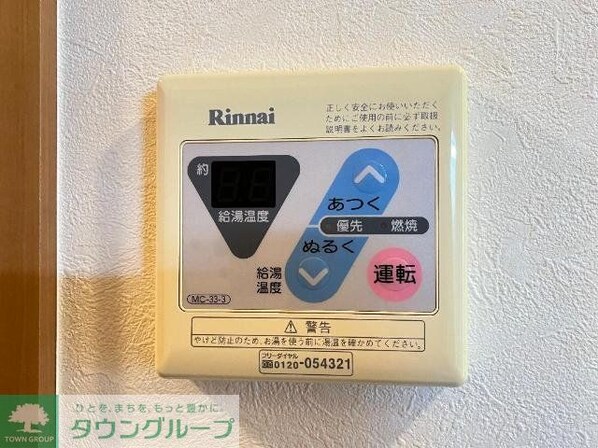 Rinnai
正しく安全にお使いいただく
ためにご使用の前に必ず取扱
説明書をよくお読みください。
約
給湯温度
あつく
優先 燃焼
ぬるく
給湯
温度
運転
MC-33-3
警告
やけど防止のため、お湯を使う前に湯温を確かめてください。
フリーダイヤル
0120-054321
ひとを、まちを、もっと豊かに。
タウングループ
TOWN GROUP